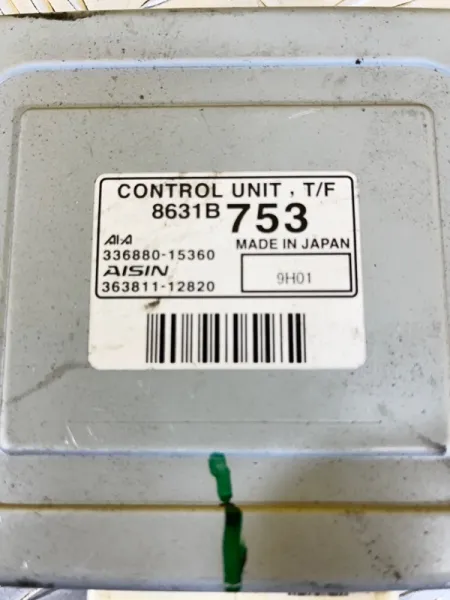 CONTROL UNIT, T/F
8631B 753
AI-A MADE IN JAPAN
336880-15360
AISIN
363811-12820 9H01